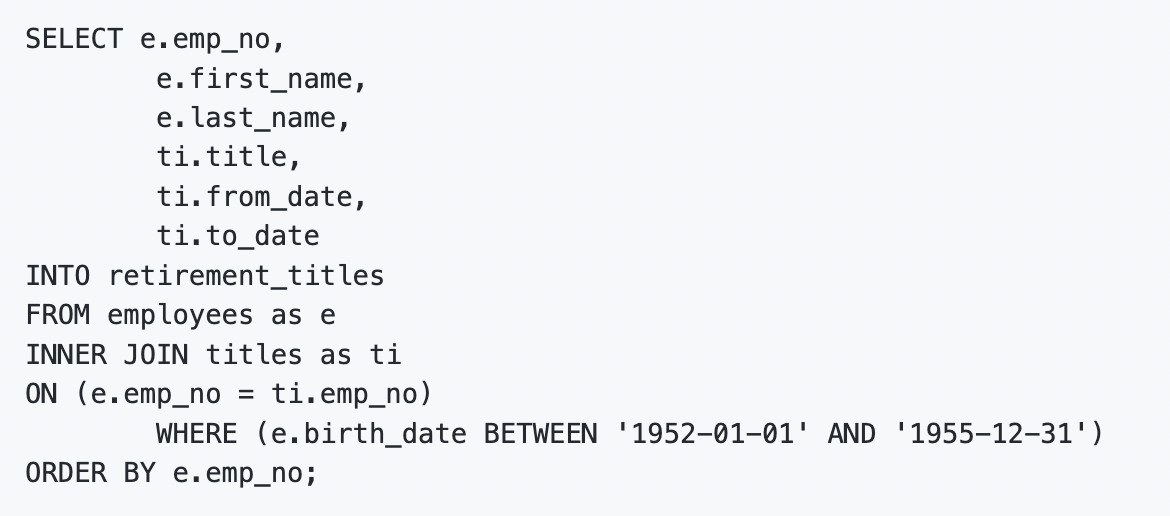 SELECT e.emp_no,
        e.first_name,
        e.last_name,
        ti.title,
        ti.from_date,
        ti.to_date
INTO retirement_titles
FROM employees as e
INNER JOIN titles as ti
ON (e.emp_no = ti.emp_no)
        WHERE (e.birth_date BETWEEN '1952-01-01' AND '1955-12-31')
ORDER BY e.emp_no;